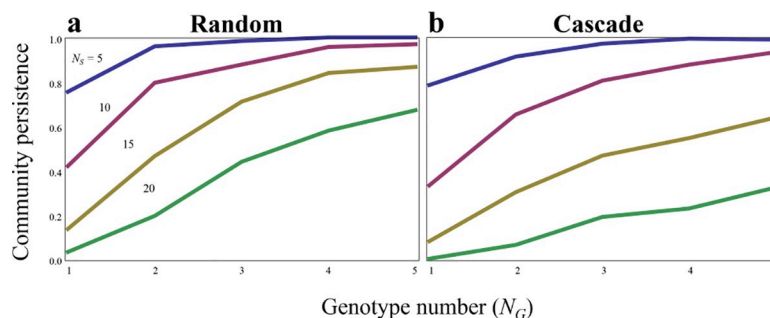 a Random
b Cascade
Community persistence
1.0
0.8
0.6
0.4
0.2
0.0
N_S = 5
10
15
20
1 2 3 4 5
1 2 3 4
Genotype number (N_G)